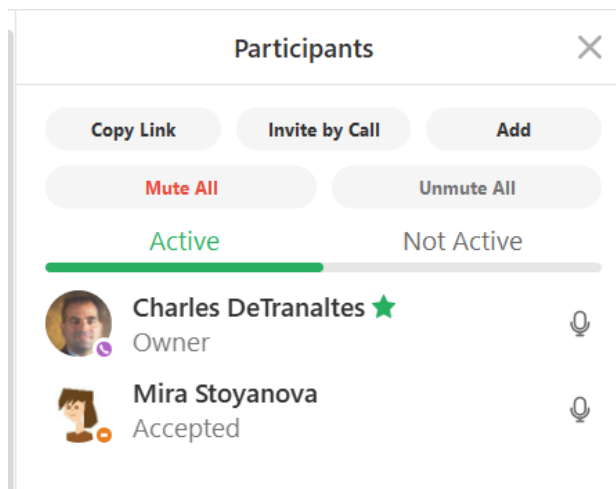 Participants
Copy Link Invite by Call Add
Mute All Unmute All
Active Not Active
Charles DeTranaltes
Owner
Mira Stoyanova
Accepted